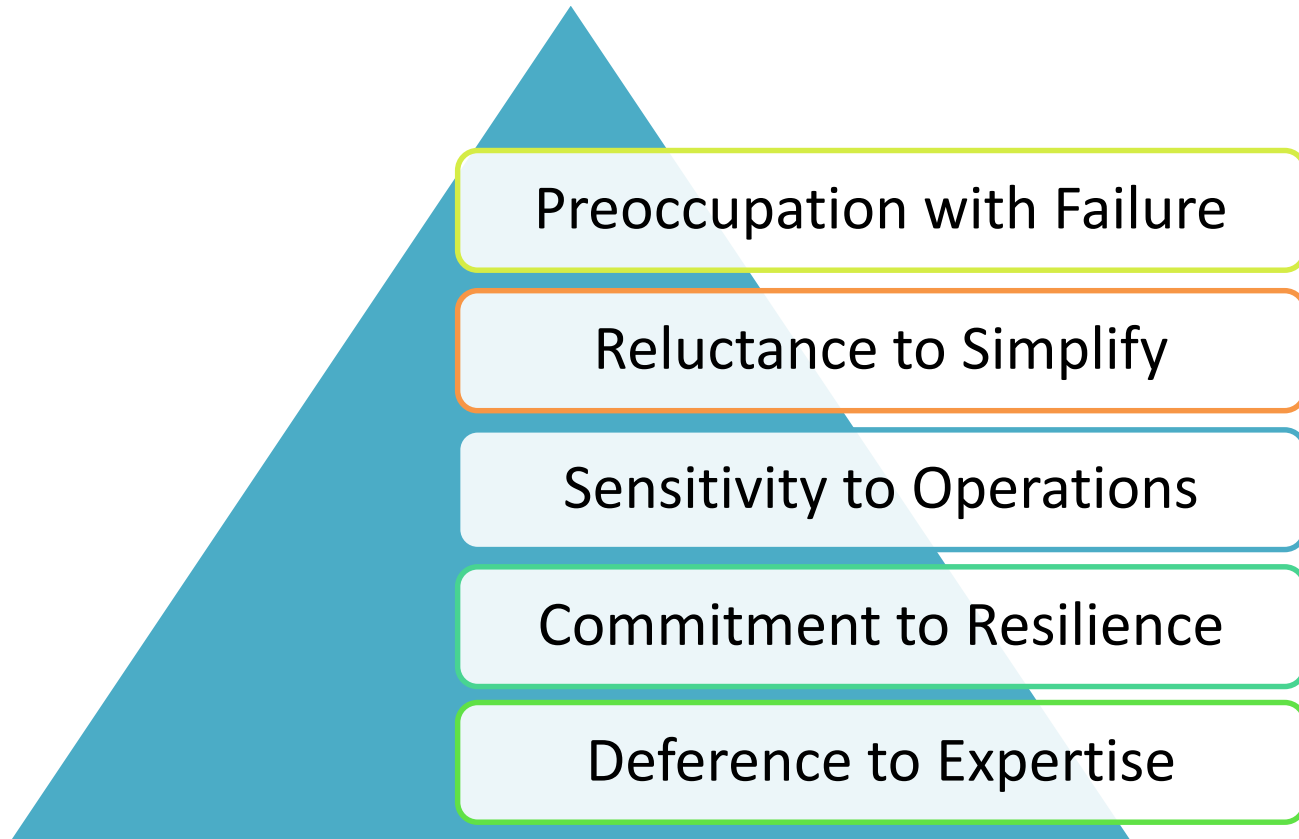 Preoccupation with Failure
Reluctance to Simplify
Sensitivity to Operations
Commitment to Resilience
Deference to Expertise